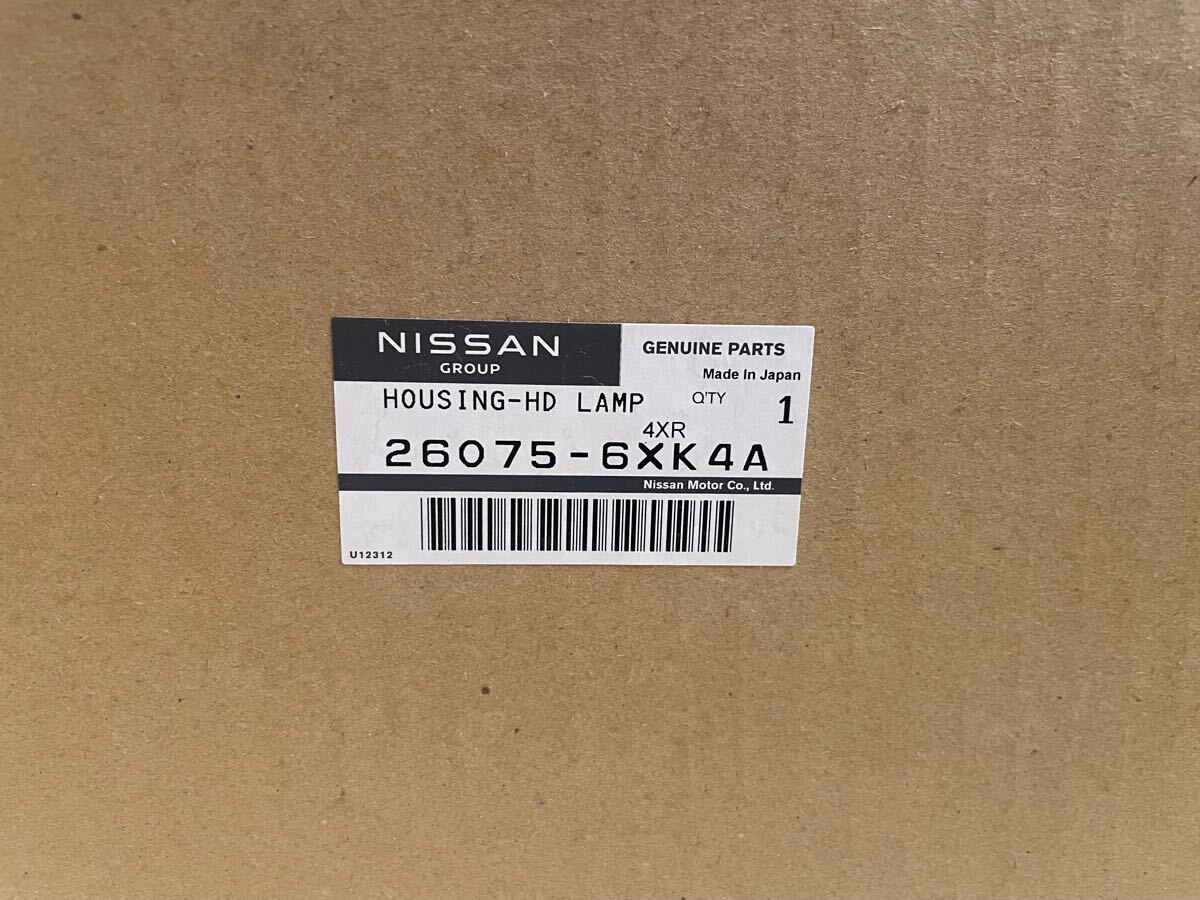 NISSAN
GROUP
GENUINE PARTS
Made In Japan
HOUSING-HD LAMP
Q'TY
1
4XR
26075-6XK4A
Nissan Motor Co., Ltd.
U12312